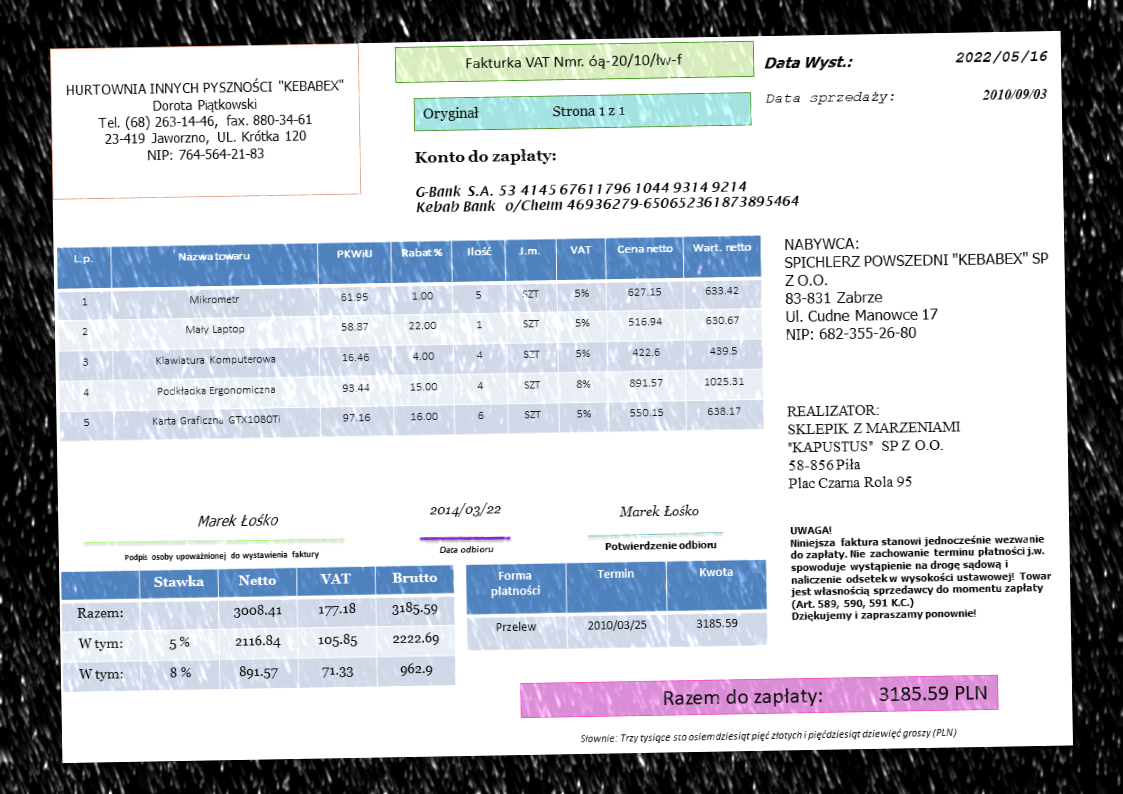 HURTOWNIA INNYCH PYSZNOŚCI "KEBABEX"
Dorota Piątkowski
Tel. (68) 263-14-46, fax. 880-34-61
23-419 Jaworzno, UL. Krótka 120
NIP: 764-564-21-83
Fakturka VAT Nmr. óą-20/10/łw-f
Oryginał Strona 1 z 1
Data Wyst.: 2022/05/16
Data sprzedaży: 2010/09/03
Konto do zapłaty:
G-Bank S.A. 53 4145 6761 1796 1044 9314 9214
Kebab Bank o/Chełm 46936279-650652361873895464
L.p. Nazwa towaru PKWiU Rabat % Ilość J.m. VAT Cena netto Wart. netto
1 Mikrometr 61.95 1.00 5 SZT 5% 627.15 633.42
2 Mały Laptop 58.87 22.00 1 SZT 5% 516.94 630.67
3 Klawiatura Komputerowa 16.46 4.00 4 SZT 5% 422.6 439.5
4 Podkładka Ergonomiczna 93.44 15.00 4 SZT 8% 891.57 1025.31
5 Karta Graficzna GTX1080Ti 97.16 16.00 6 SZT 5% 550.15 638.17
NABYWCA:
SPICHLERZ POWSZEDNI "KEBABEX" SP
Z O.O.
83-831 Zabrze
Ul. Cudne Manowce 17
NIP: 682-355-26-80
REALIZATOR:
SKLEPIK Z MARZENIAMI
"KAPUSTUS" SP Z O.O.
58-856 Piła
Plac Czarna Rola 95
Marek Łośko
Podpis osoby upoważnionej do wystawienia faktury
2014/03/22
Data odbioru
Marek Łośko
Potwierdzenie odbioru
UWAGA!
Niniejsza faktura stanowi jednocześnie wezwanie
do zapłaty. Nie zachowanie terminu płatności j.w.
spowoduje wystąpienie na drogę sądową i
naliczenie odsetek w wysokości ustawowej! Towar
jest własnością sprzedawcy do momentu zapłaty
(Art. 589, 590, 591 K.C.)
Dziękujemy i zapraszamy ponownie!
Stawka Netto VAT Brutto
Razem: 3008.41 177.18 3185.59
W tym: 5 % 2116.84 105.85 2222.69
W tym: 8 % 891.57 71.33 962.9
Forma płatności Termin Kwota
Przelew 2010/03/25 3185.59
Razem do zapłaty: 3185.59 PLN
Słownie: Trzy tysiące sto osiemdziesiąt pięć złotych i pięćdziesiąt dziewięć groszy (PLN)